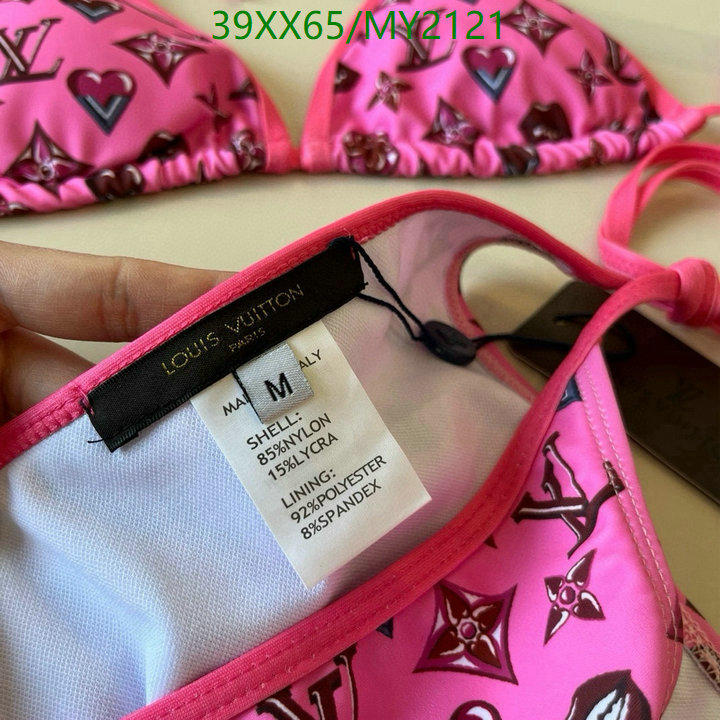 39XX65/MY2121
LOUIS VUITTON
PARIS
M
SHELL:
85%NYLON
15%LYCRA
LINING:
92%POLYESTER
8%SPANDEX